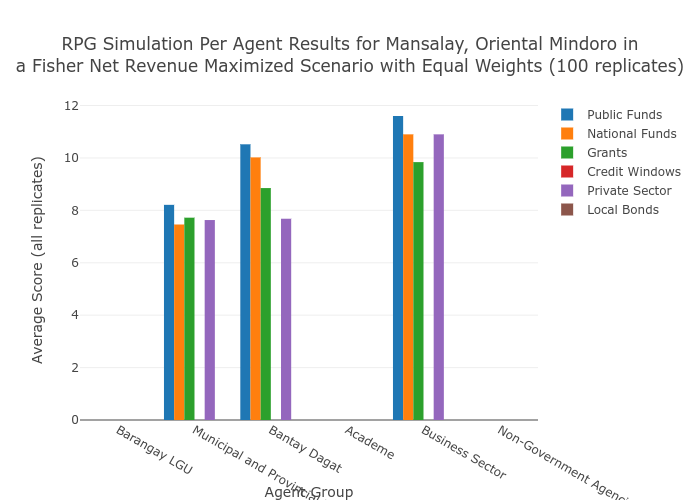 RPG Simulation Per Agent Results for Mansalay, Oriental Mindoro in
a Fisher Net Revenue Maximized Scenario with Equal Weights (100 replicates)
12
10
8
6
4
2
0
Average Score (all replicates)
Public Funds
National Funds
Grants
Credit Windows
Private Sector
Local Bonds
Barangay LGU
Municipal and
Bantay Dagat
Academe
Business Sector
Non-Government
Agent Group